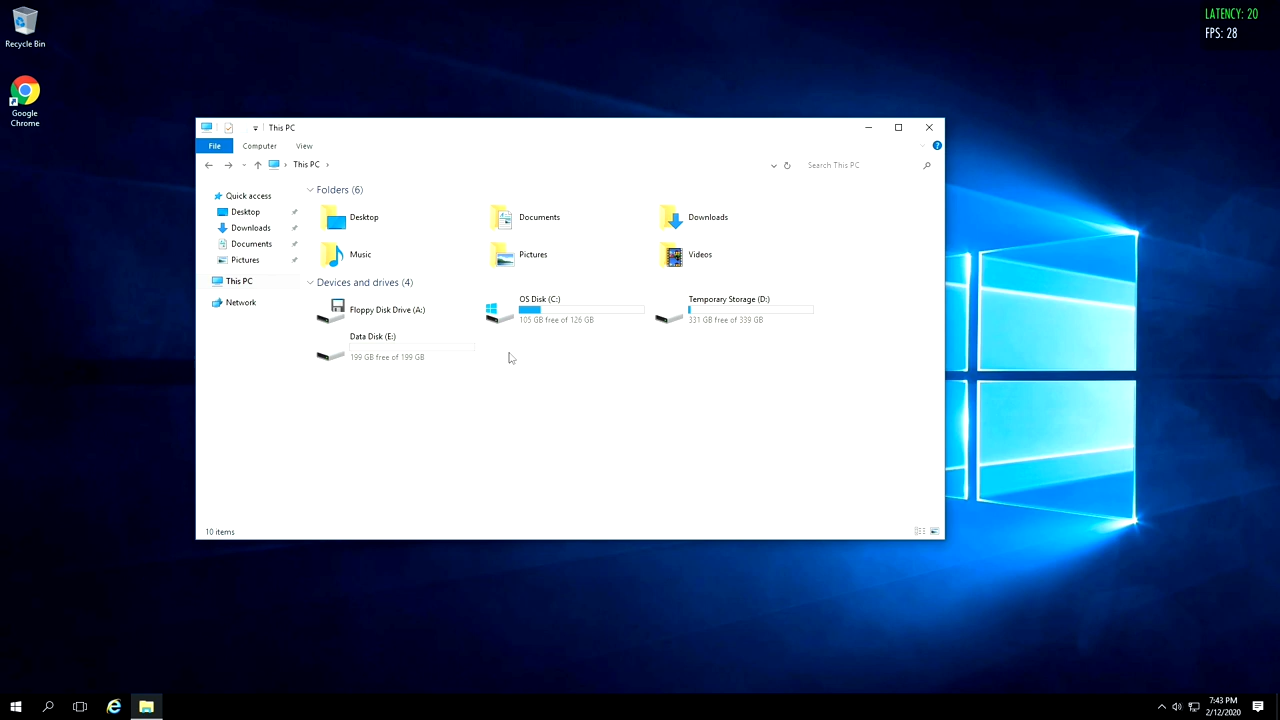 Recycle Bin
Google
Chrome
LATENCY: 20
FPS: 28
This PC
File Computer View
This PC
Search This PC
Quick access
Desktop
Downloads
Documents
Pictures
This PC
Network
Folders (6)
Desktop
Documents
Downloads
Music
Pictures
Videos
Devices and drives (4)
Floppy Disk Drive (A:)
OS Disk (C:)
105 GB free of 126 GB
Temporary Storage (D:)
331 GB free of 339 GB
Data Disk (E:)
199 GB free of 199 GB
10 items
7:43 PM
2/12/2020